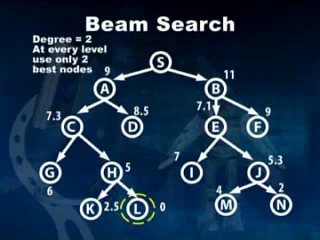 Beam Search
Degree = 2
At every level
use only 2
best nodes
S
9 11
A B
7.3 8.5 7.1 9
C D E F
7 5 5.3
G H I J
6 4 2
K 2.5 L 0 M N